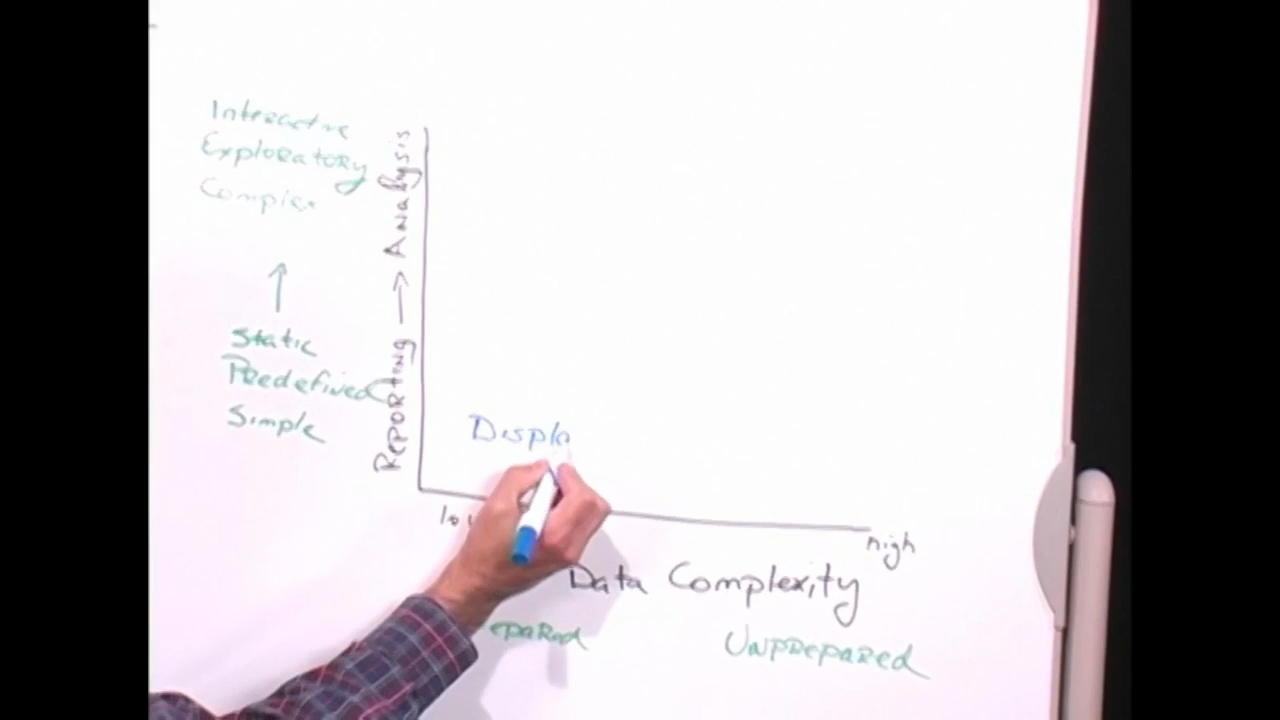 Interactive
Exploratory
Complex
↑
Static
Predefined
Simple
Reporting → Analysis
Displa
high
Data Complexity
Unprepared